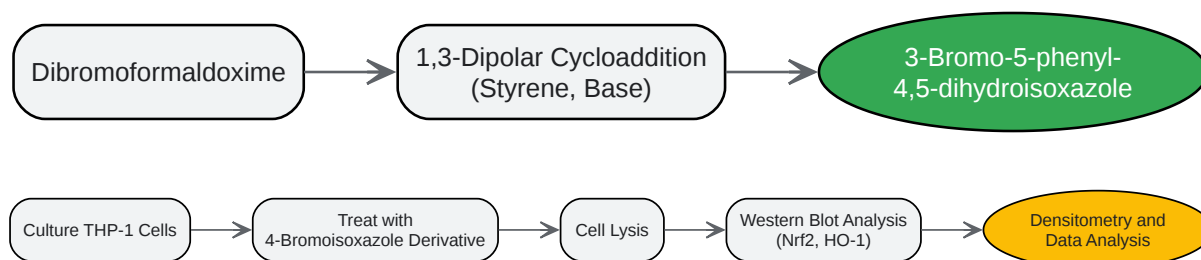 Dibromoformaldoxime
1,3-Dipolar Cycloaddition
(Styrene, Base)
3-Bromo-5-phenyl-
4,5-dihydroisoxazole
Culture THP-1 Cells
Treat with
4-Bromoisoxazole Derivative
Cell Lysis
Western Blot Analysis
(Nrf2, HO-1)
Densitometry and
Data Analysis